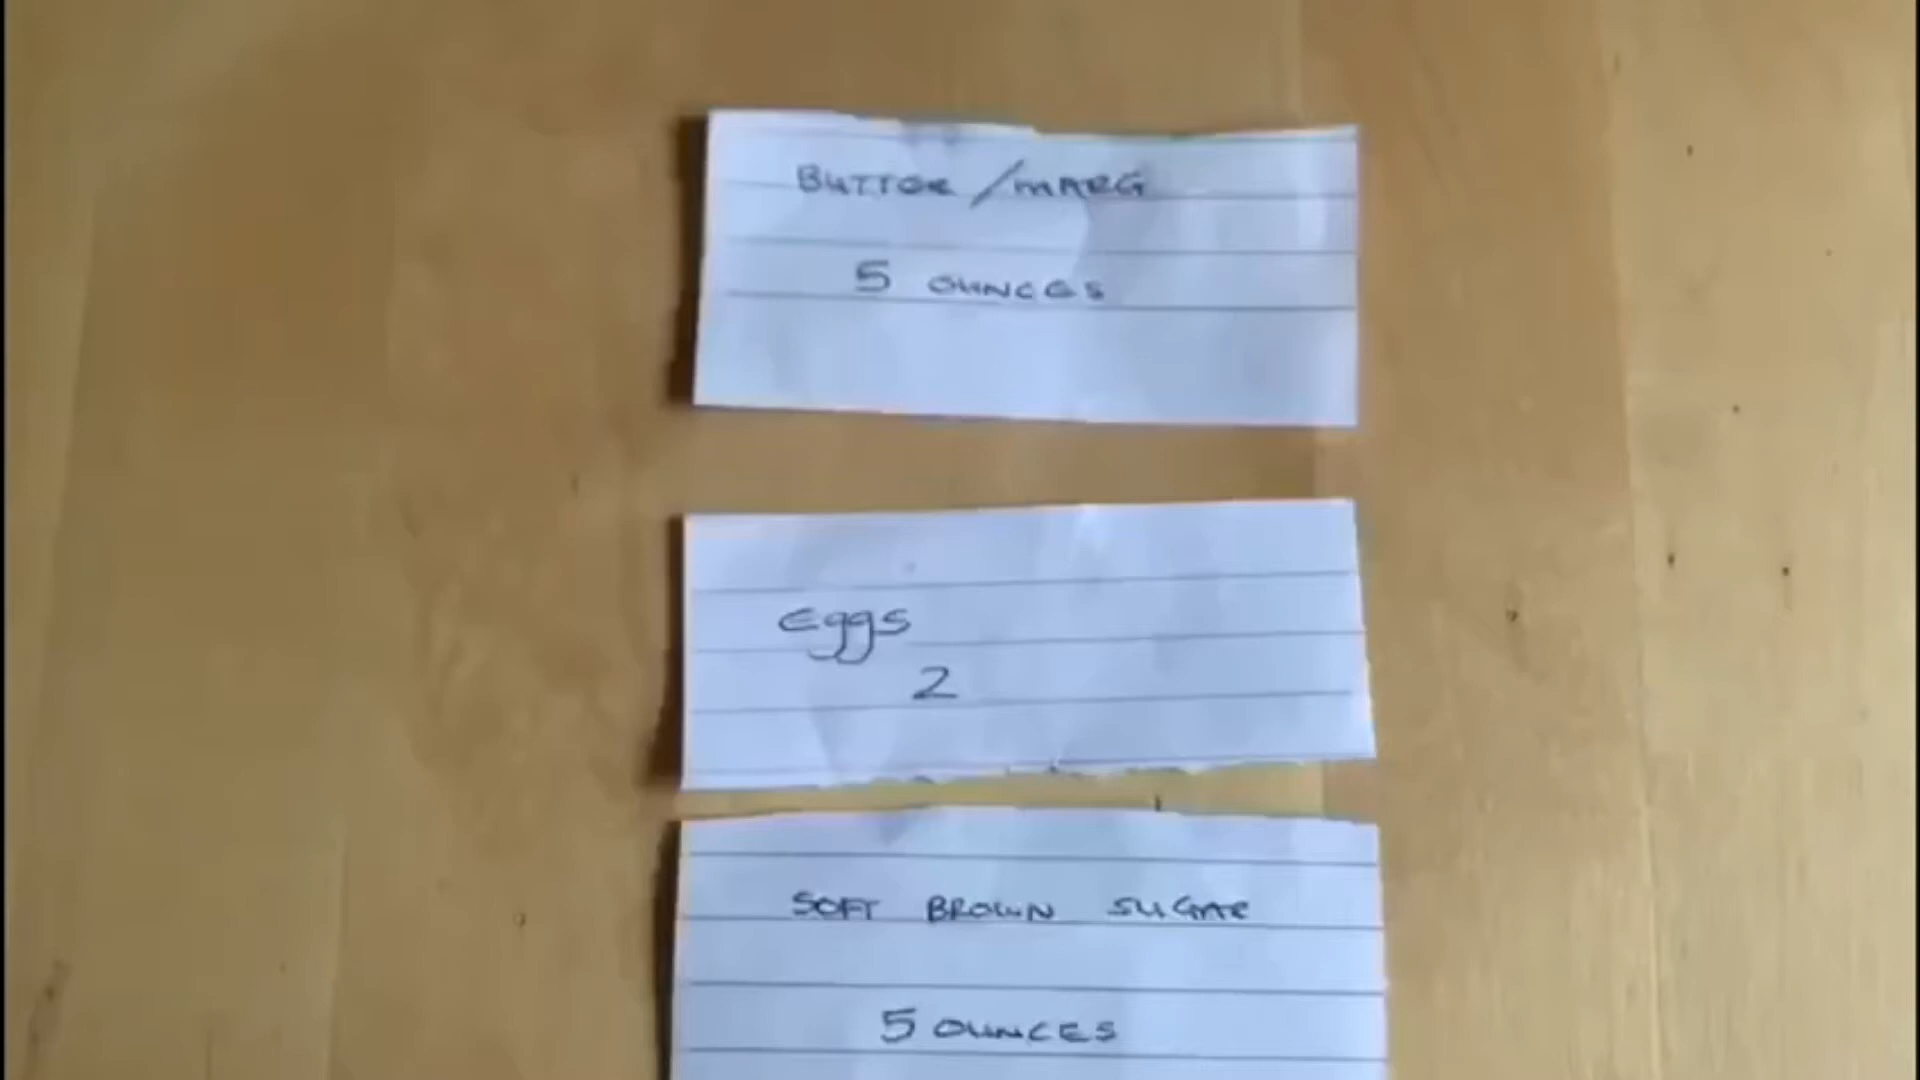 BUTTER / MARG
5 OUNCES
eggs
2
SOFT BROWN SUGAR
5 OUNCES